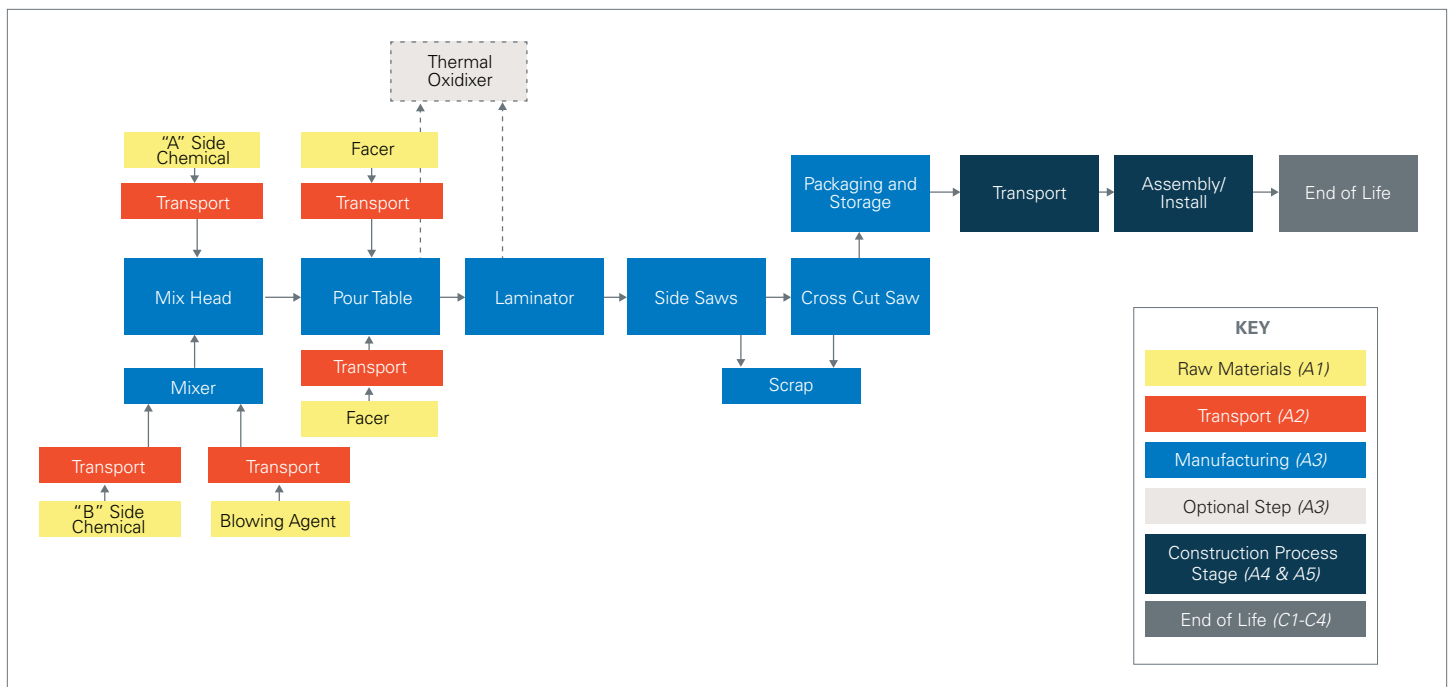 Thermal
Oxidixer
"A" Side
Chemical
Facer
Transport
Transport
Packaging and
Storage
Transport
Assembly/
Install
End of Life
Mix Head
Pour Table
Laminator
Side Saws
Cross Cut Saw
Transport
Mixer
Scrap
Facer
Transport
Transport
"B" Side
Chemical
Blowing Agent
KEY
Raw Materials (A1)
Transport (A2)
Manufacturing (A3)
Optional Step (A3)
Construction Process
Stage (A4 & A5)
End of Life (C1-C4)